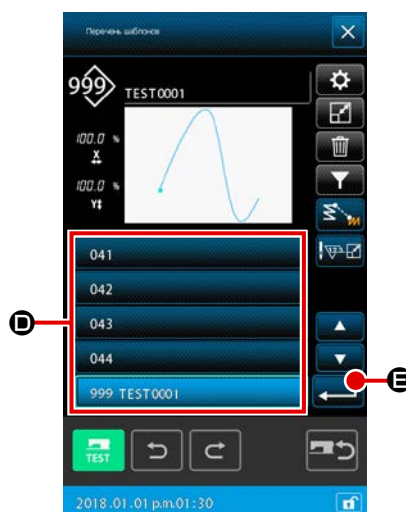 Перечень шаблонов
999
TEST0001
100.0 %
X
100.0 %
Y
041
042
D
043
044
E
999 TEST0001
TEST
2018.01.01 p.m.01:30